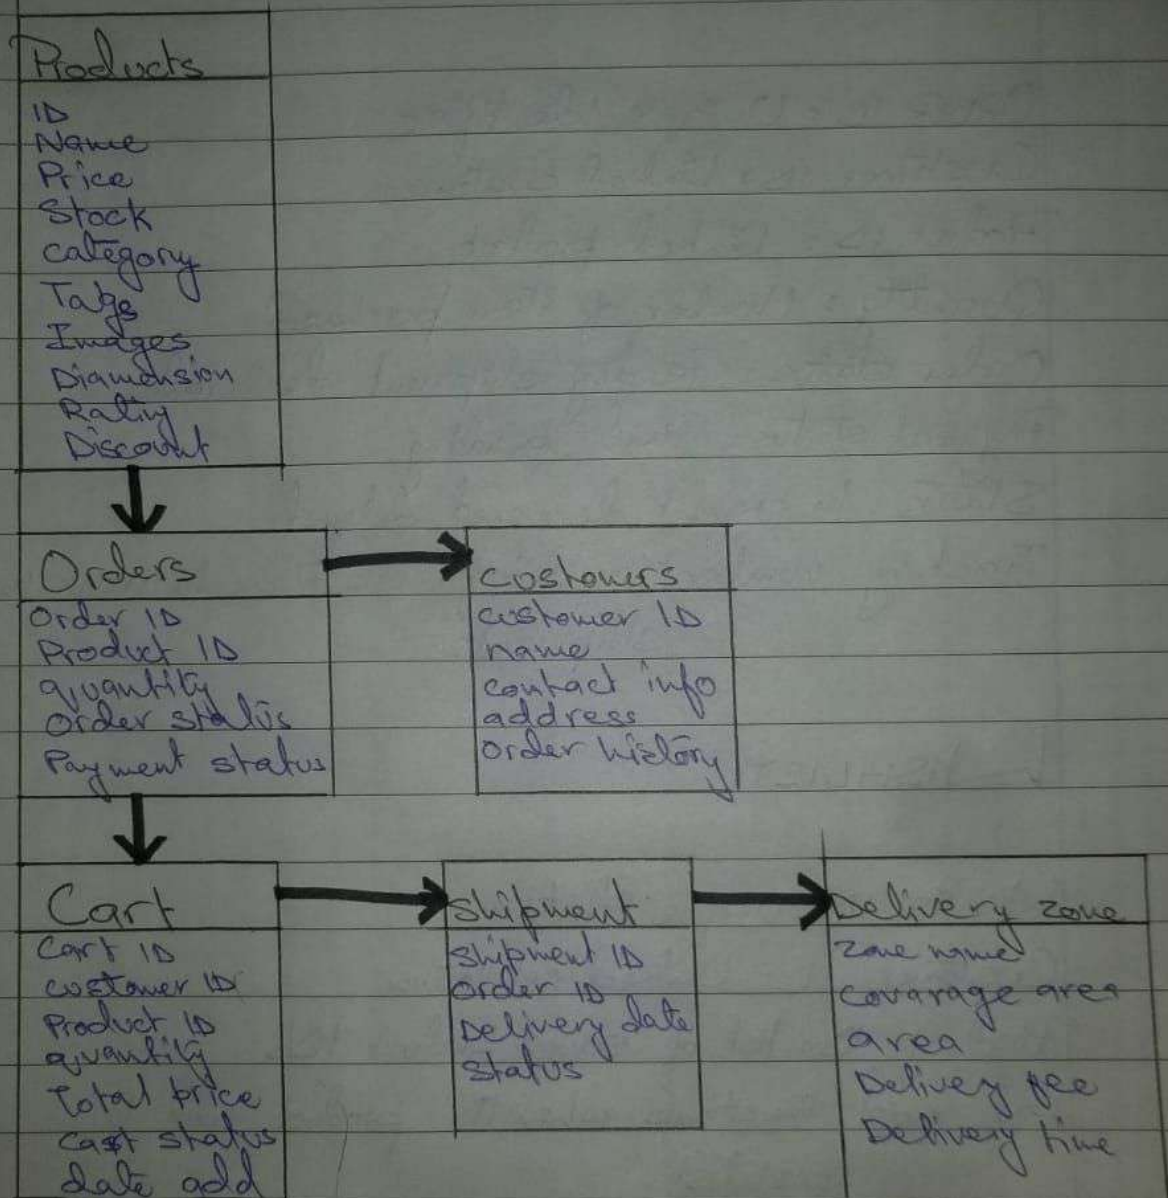 Products
ID
Name
Price
Stock
category
Tags
Images
Diamension
Rating
Discount
Orders
Order ID
Product ID
quantity
Order status
Payment status
costomers
customer ID
name
contact info
address
Order history
Cart
Cart ID
customer ID
Product ID
quantity
Total price
cast status
date add
Shipment
Shipment ID
Order ID
Delivery date
status
Delivery zone
zone name
covarage area
area
Delivery fee
Delivery time